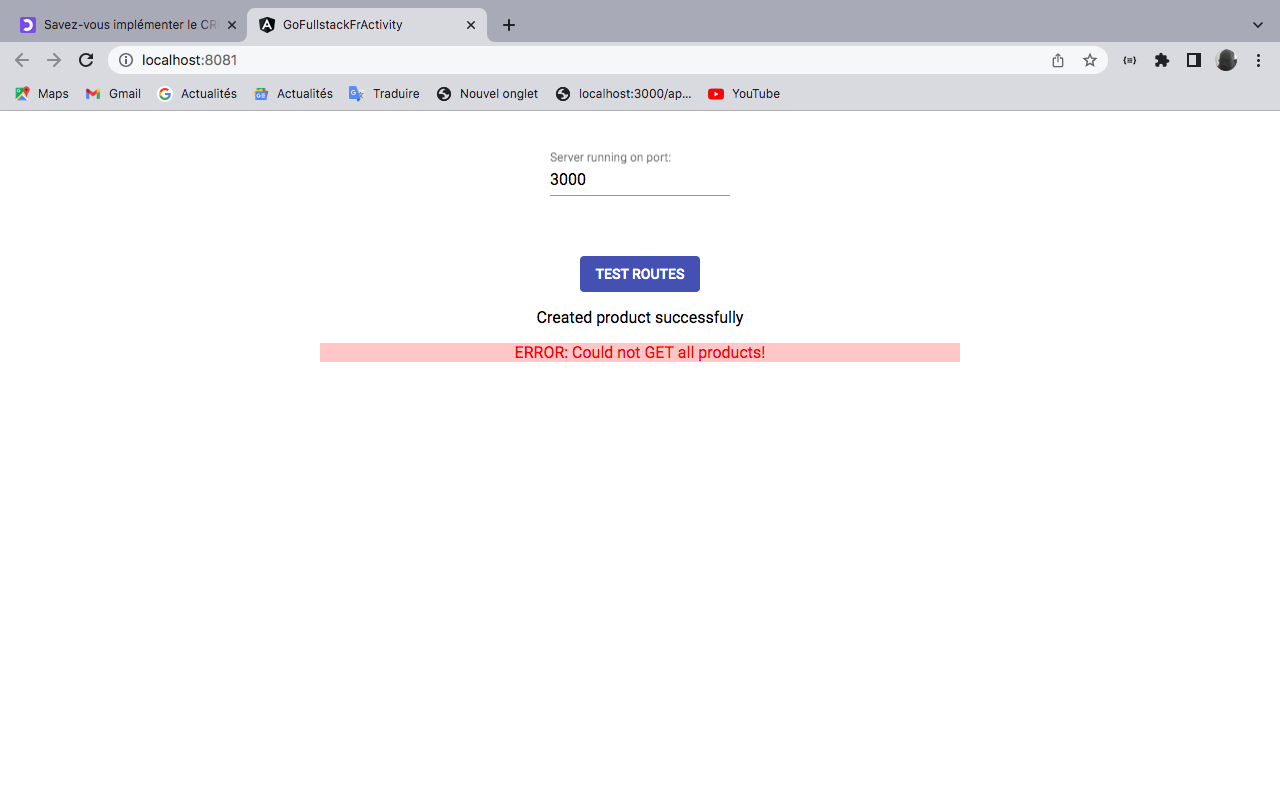 Savez-vous implémenter le CR
GoFullstackFrActivity
localhost:8081
Maps
Gmail
Actualités
Actualités
Traduire
Nouvel onglet
localhost:3000/ap...
YouTube
Server running on port:
3000
TEST ROUTES
Created product successfully
ERROR: Could not GET all products!